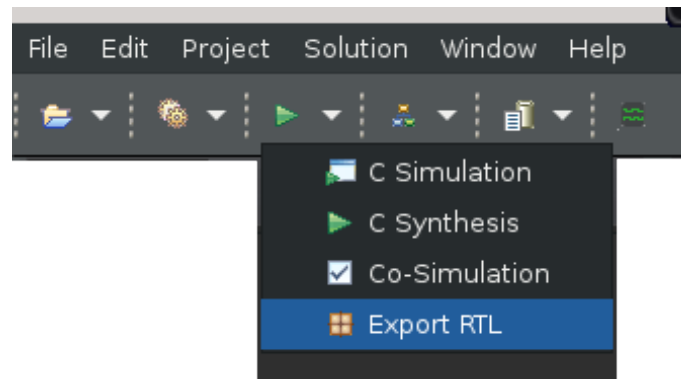 File Edit Project Solution Window Help
C Simulation
C Synthesis
Co-Simulation
Export RTL